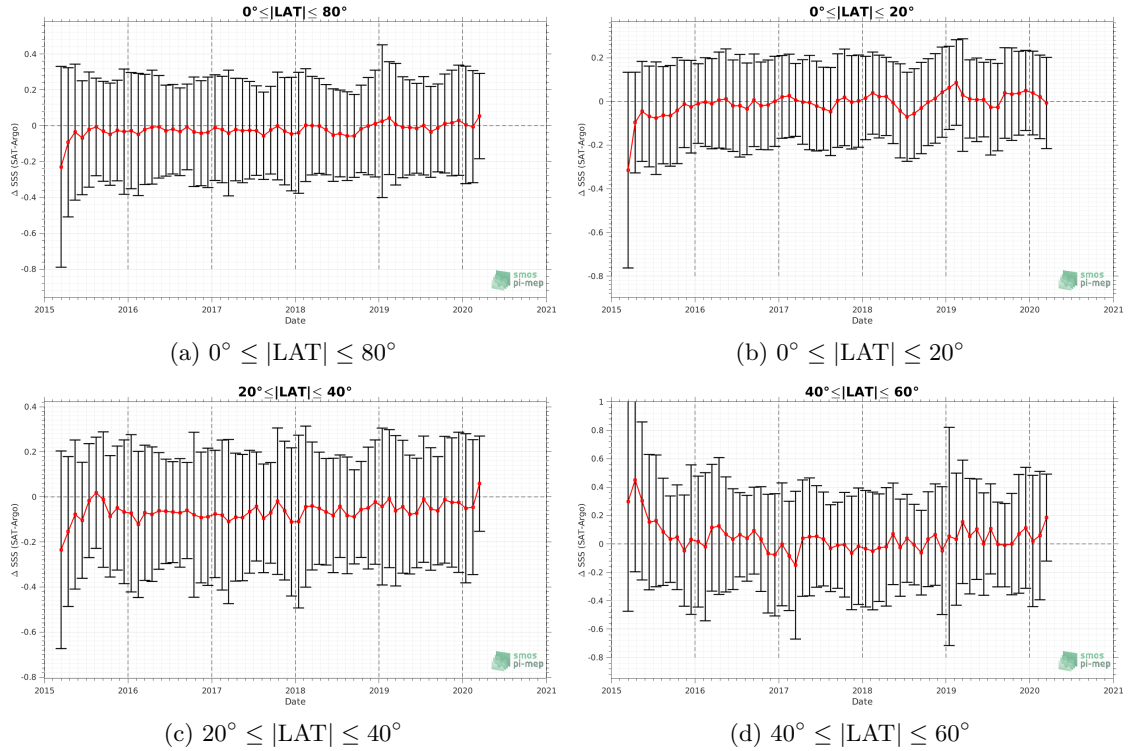 0°≤|LAT|≤ 80°
Δ SSS (SAT-Argo)
0.4
0.2
0
-0.2
-0.4
-0.6
-0.8
2015 2016 2017 2018 2019 2020 2021
Date
smos
pi-mep
(a) 0° ≤ |LAT| ≤ 80°
0°≤|LAT|≤ 20°
Δ SSS (SAT-Argo)
0.2
0
-0.2
-0.4
-0.6
-0.8
2015 2016 2017 2018 2019 2020 2021
Date
smos
pi-mep
(b) 0° ≤ |LAT| ≤ 20°
20°≤|LAT|≤ 40°
Δ SSS (SAT-Argo)
0.4
0.2
0
-0.2
-0.4
-0.6
-0.8
2015 2016 2017 2018 2019 2020 2021
Date
smos
pi-mep
(c) 20° ≤ |LAT| ≤ 40°
40°≤|LAT|≤ 60°
Δ SSS (SAT-Argo)
1
0.8
0.6
0.4
0.2
0
-0.2
-0.4
-0.6
-0.8
2015 2016 2017 2018 2019 2020 2021
Date
smos
pi-mep
(d) 40° ≤ |LAT| ≤ 60°